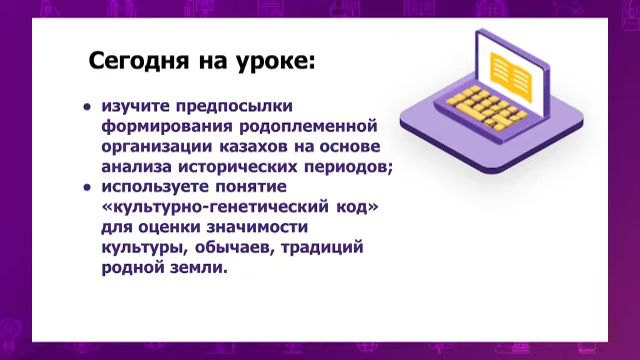 Сегодня на уроке:
● изучите предпосылки
формирования родоплеменной
организации казахов на основе
анализа исторических периодов;
● используете понятие
«культурно-генетический код»
для оценки значимости
культуры, обычаев, традиций
родной земли.